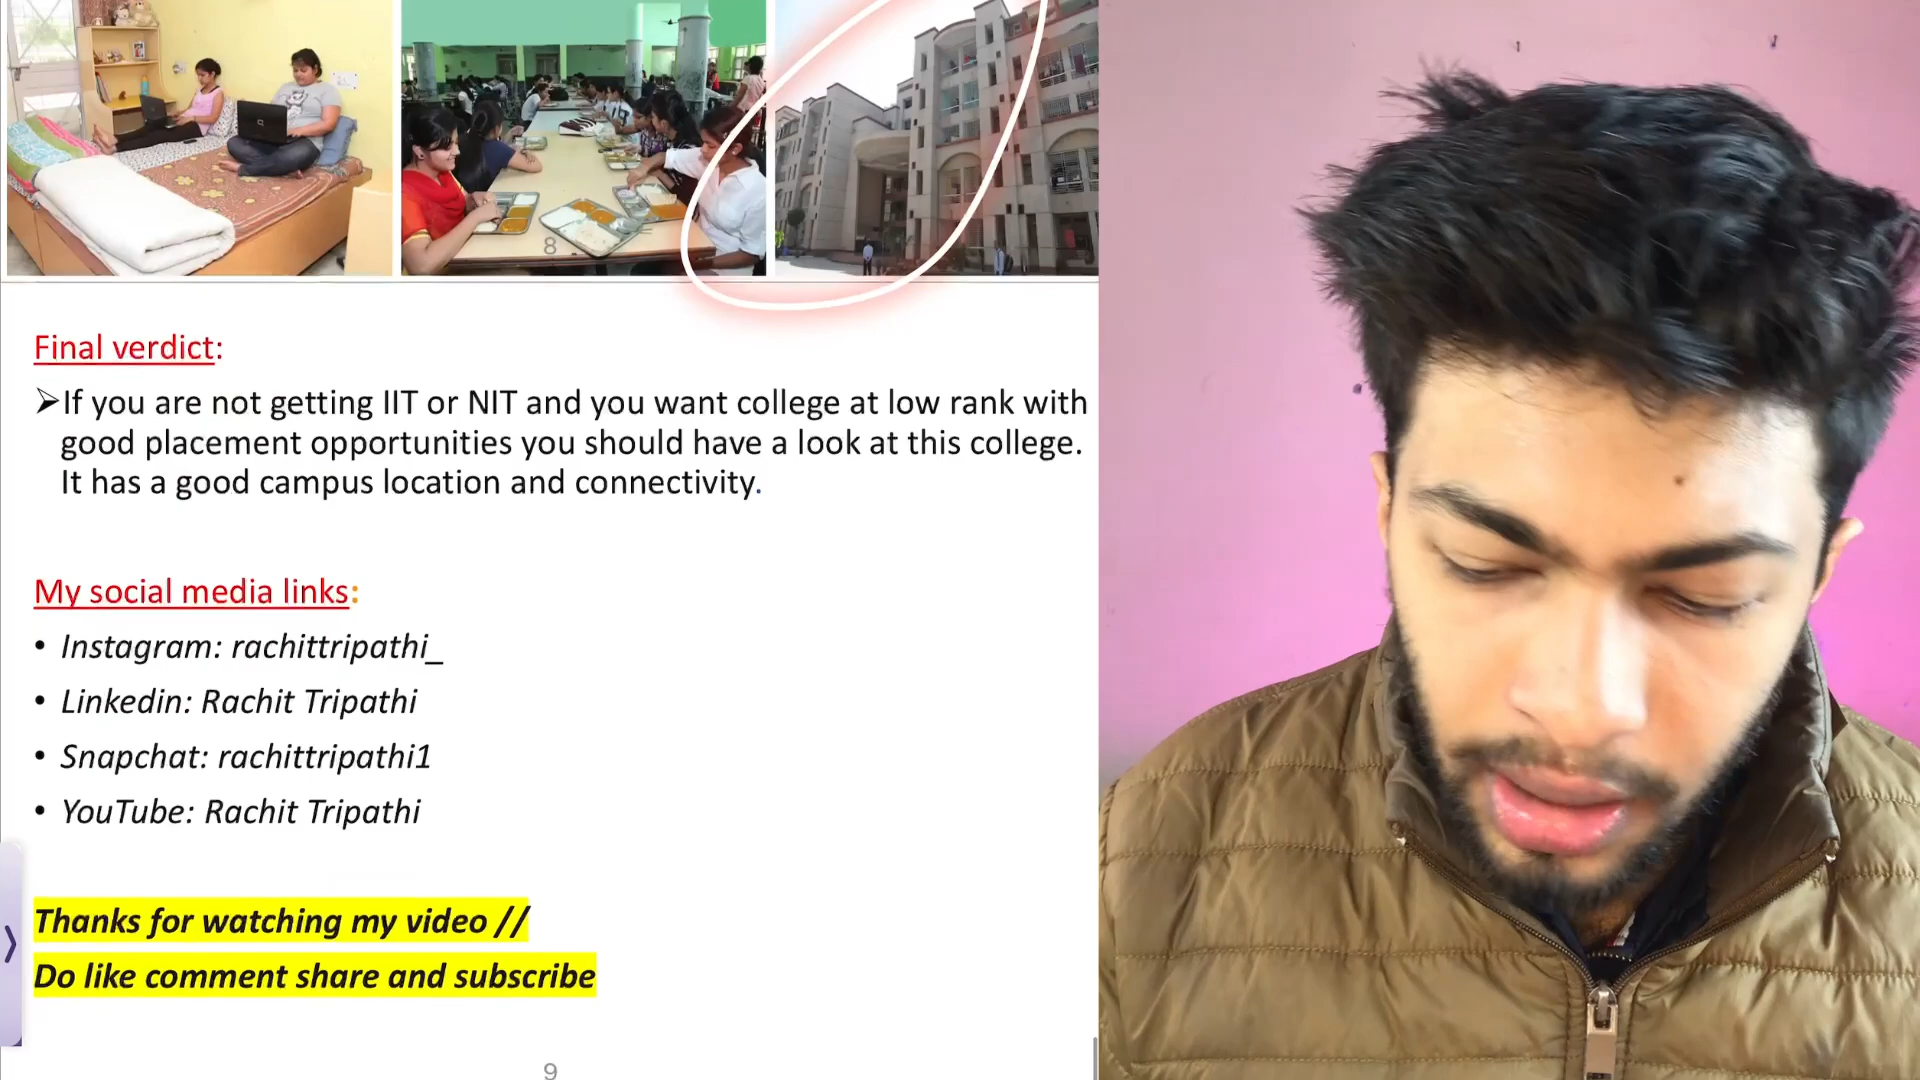 8
Final verdict:
➢If you are not getting IIT or NIT and you want college at low rank with
good placement opportunities you should have a look at this college.
It has a good campus location and connectivity.
My social media links:
• Instagram: rachittripathi_
• Linkedin: Rachit Tripathi
• Snapchat: rachittripathi1
• YouTube: Rachit Tripathi
Thanks for watching my video //
Do like comment share and subscribe
9